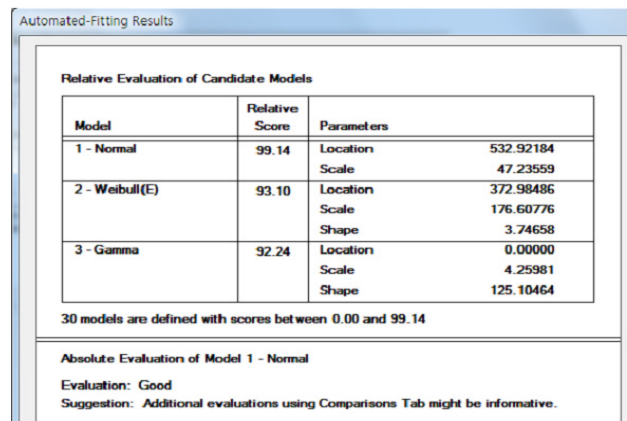 Automated-Fitting Results
Relative Evaluation of Candidate Models
Relative
Model Score Parameters
1 - Normal 99.14 Location 532.92184
Scale 47.23559
2 - Weibull(E) 93.10 Location 372.98486
Scale 176.60776
Shape 3.74658
3 - Gamma 92.24 Location 0.00000
Scale 4.25981
Shape 125.10464
30 models are defined with scores between 0.00 and 99.14
Absolute Evaluation of Model 1 - Normal
Evaluation: Good
Suggestion: Additional evaluations using Comparisons Tab might be informative.